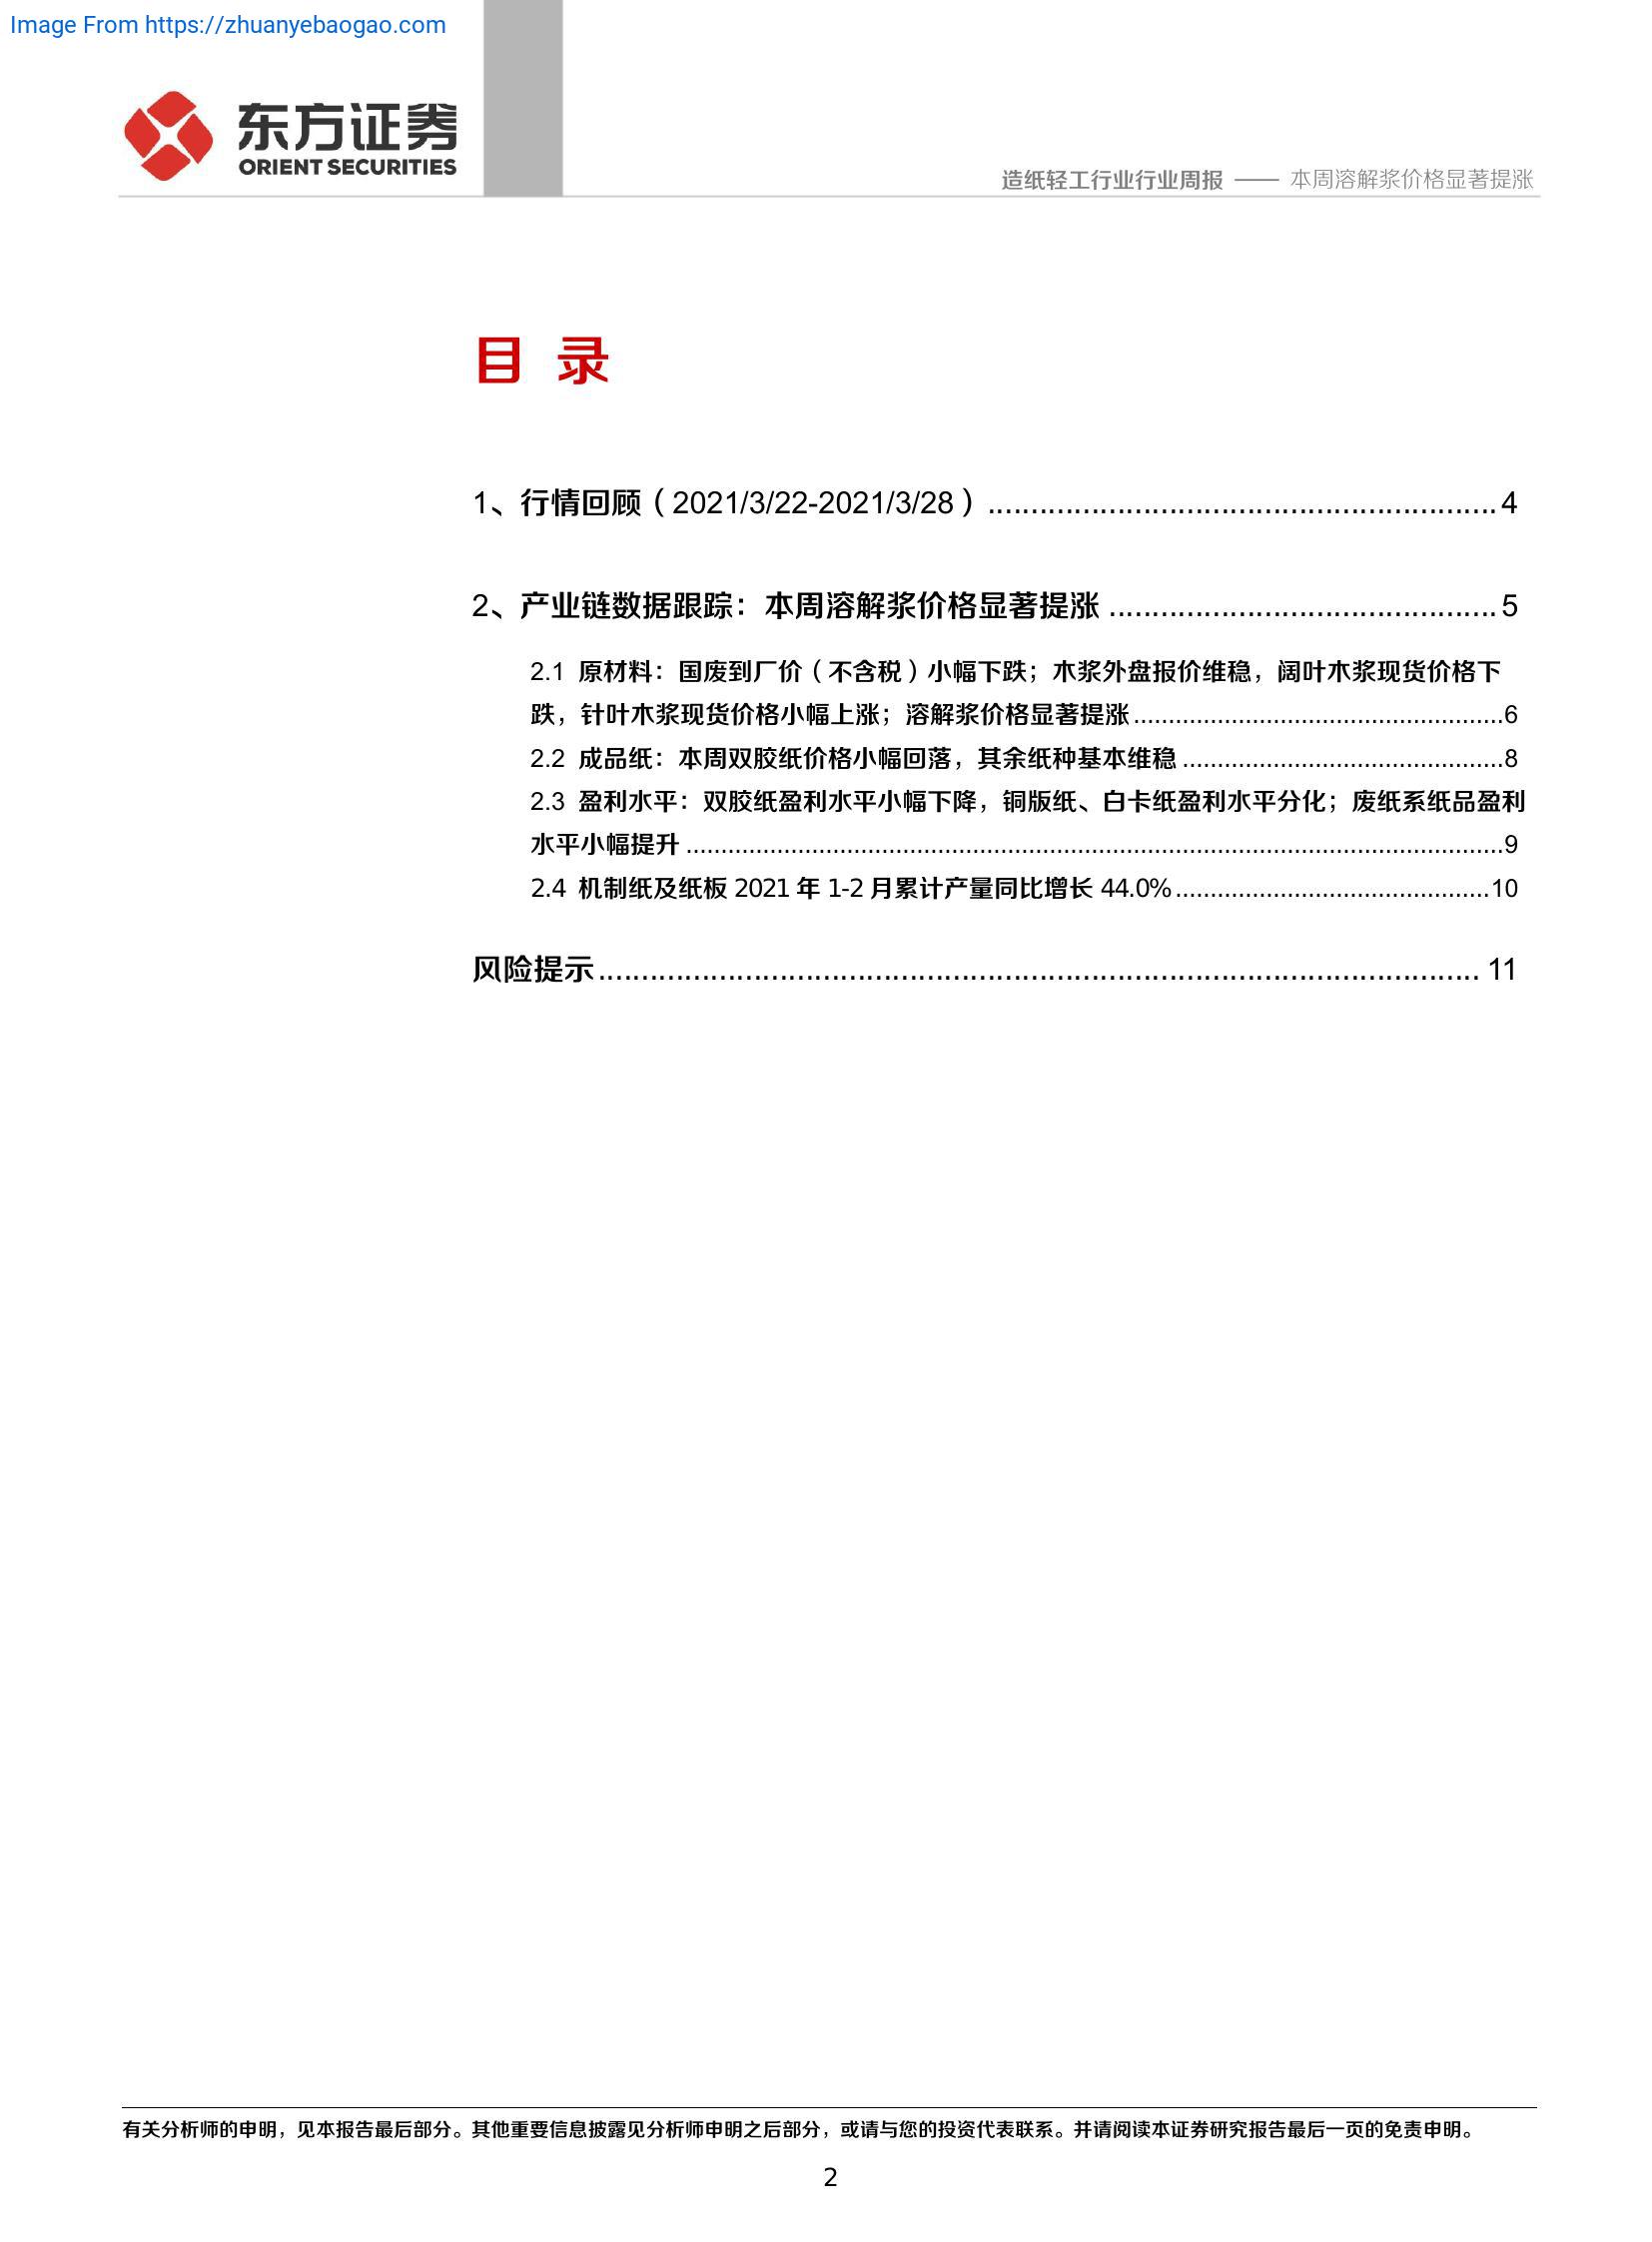 Image From https://zhuanyebaogao.com
东方证券
ORIENT SECURITIES
造纸轻工行业行业周报 —— 本周溶解浆价格显著提涨
目 录
1、行情回顾（2021/3/22-2021/3/28）........................................................... 4
2、产业链数据跟踪：本周溶解浆价格显著提涨 ............................................. 5
2.1 原材料：国废到厂价（不含税）小幅下跌；木浆外盘报价维稳，阔叶木浆现货价格下
跌，针叶木浆现货价格小幅上涨；溶解浆价格显著提涨.....................................................6
2.2 成品纸：本周双胶纸价格小幅回落，其余纸种基本维稳 ..............................................8
2.3 盈利水平：双胶纸盈利水平小幅下降，铜版纸、白卡纸盈利水平分化；废纸系纸品盈利
水平小幅提升 .....................................................................................................................9
2.4 机制纸及纸板 2021 年 1-2 月累计产量同比增长 44.0%.............................................10
风险提示...................................................................................................... 11
有关分析师的申明，见本报告最后部分。其他重要信息披露见分析师申明之后部分，或请与您的投资代表联系。并请阅读本证券研究报告最后一页的免责申明。
2